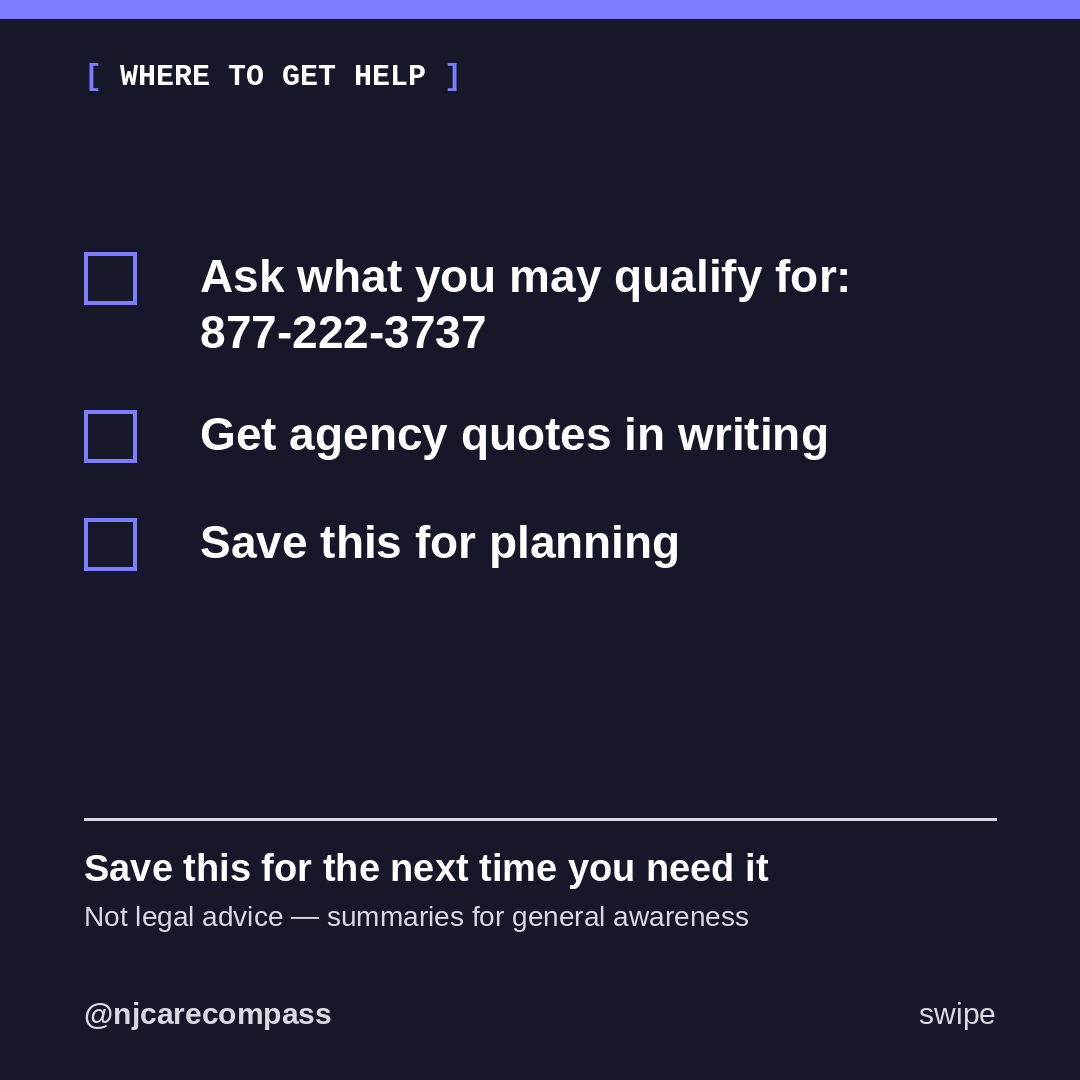 [ WHERE TO GET HELP ]
Ask what you may qualify for:
877-222-3737
Get agency quotes in writing
Save this for planning
Save this for the next time you need it
Not legal advice — summaries for general awareness
@njcarecompass
swipe